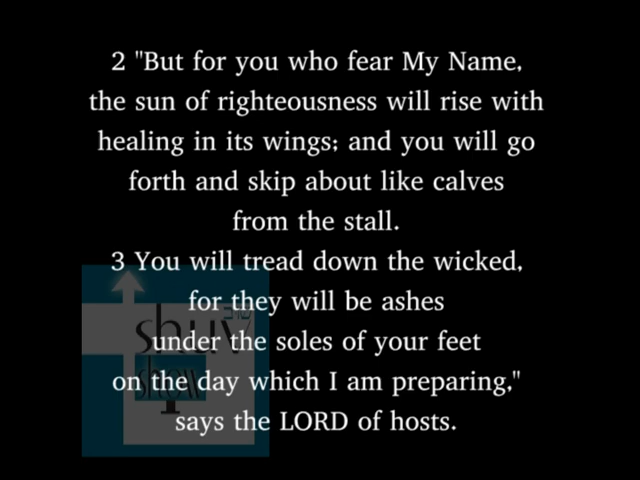 2 "But for you who fear My Name,
the sun of righteousness will rise with
healing in its wings; and you will go
forth and skip about like calves
from the stall.
3 You will tread down the wicked,
for they will be ashes
under the soles of your feet
on the day which I am preparing,"
says the LORD of hosts.
shuv
show